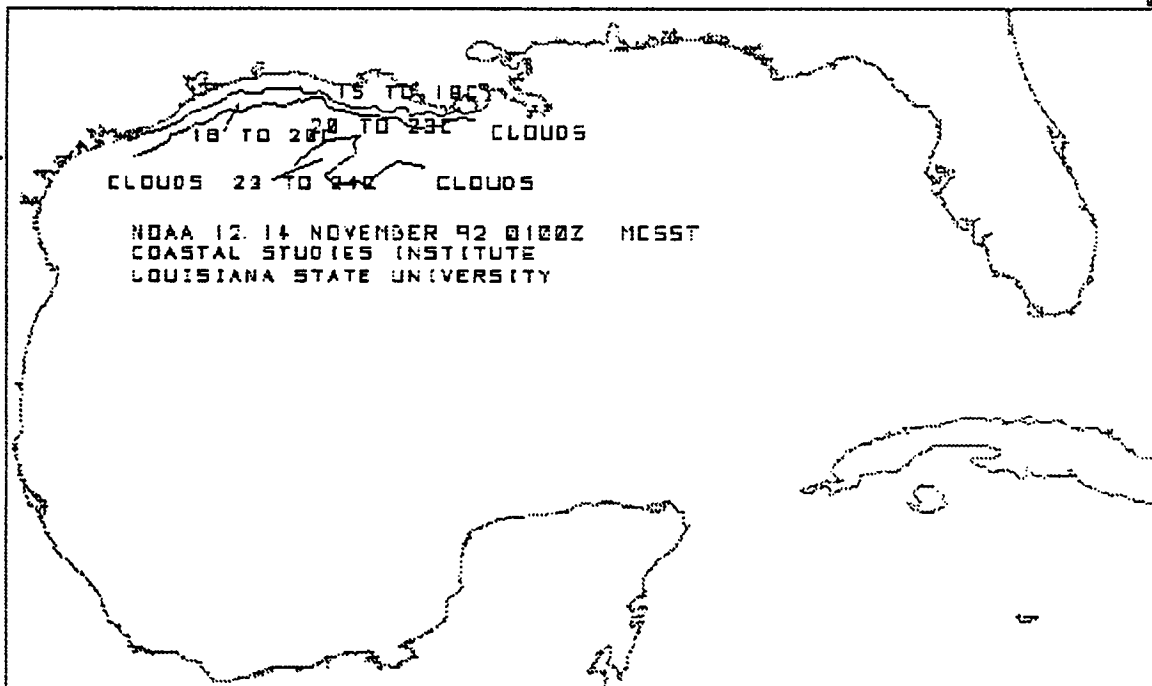 15 TO 18C
18 TO 20C
20 TO 23C
CLOUDS
CLOUDS
23 TO 24C
CLOUDS
NOAA 12. 14 NOVEMBER 92 0100Z MCSST
COASTAL STUDIES INSTITUTE
LOUISIANA STATE UNIVERSITY